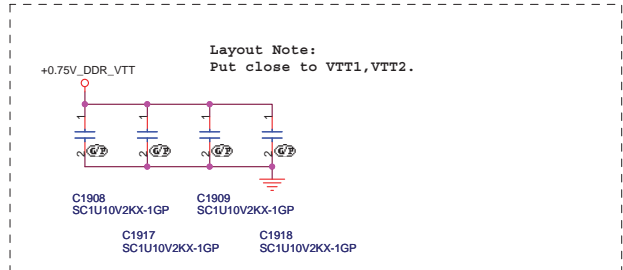 Layout Note:
Put close to VTT1,VTT2.
+0.75V_DDR_VTT
1 1 1 1
2 2 2 2
C1908
SC1U10V2KX-1GP
C1909
SC1U10V2KX-1GP
C1917
SC1U10V2KX-1GP
C1918
SC1U10V2KX-1GP